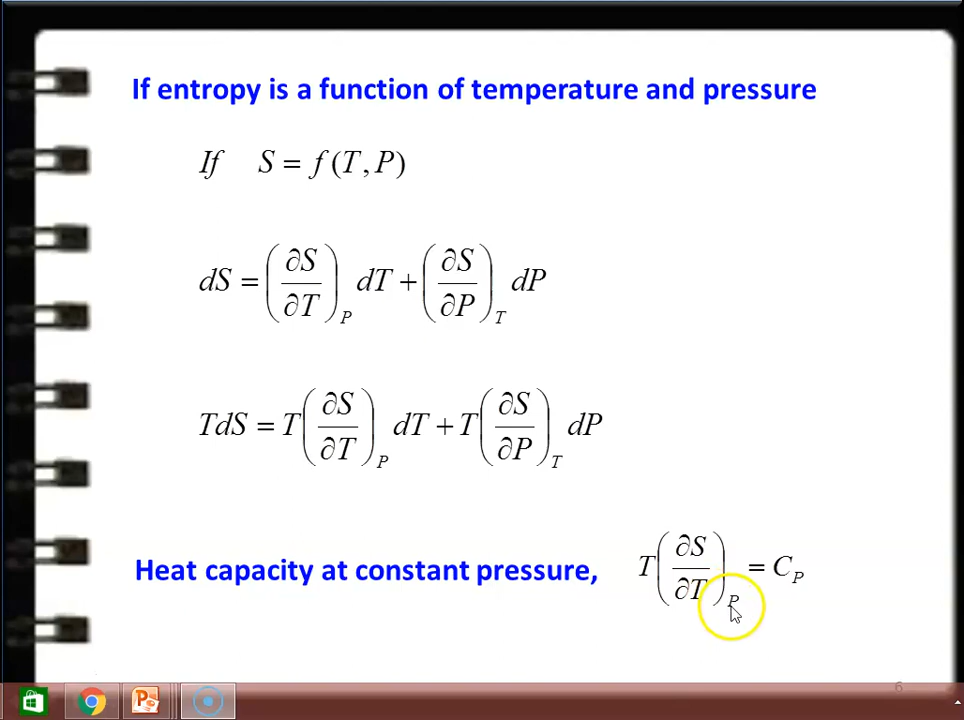 If entropy is a function of temperature and pressure
If S = f (T, P)
dS = (∂S/∂T)_P dT + (∂S/∂P)_T dP
TdS = T(∂S/∂T)_P dT + T(∂S/∂P)_T dP
Heat capacity at constant pressure, T(∂S/∂T)_P = C_P
6